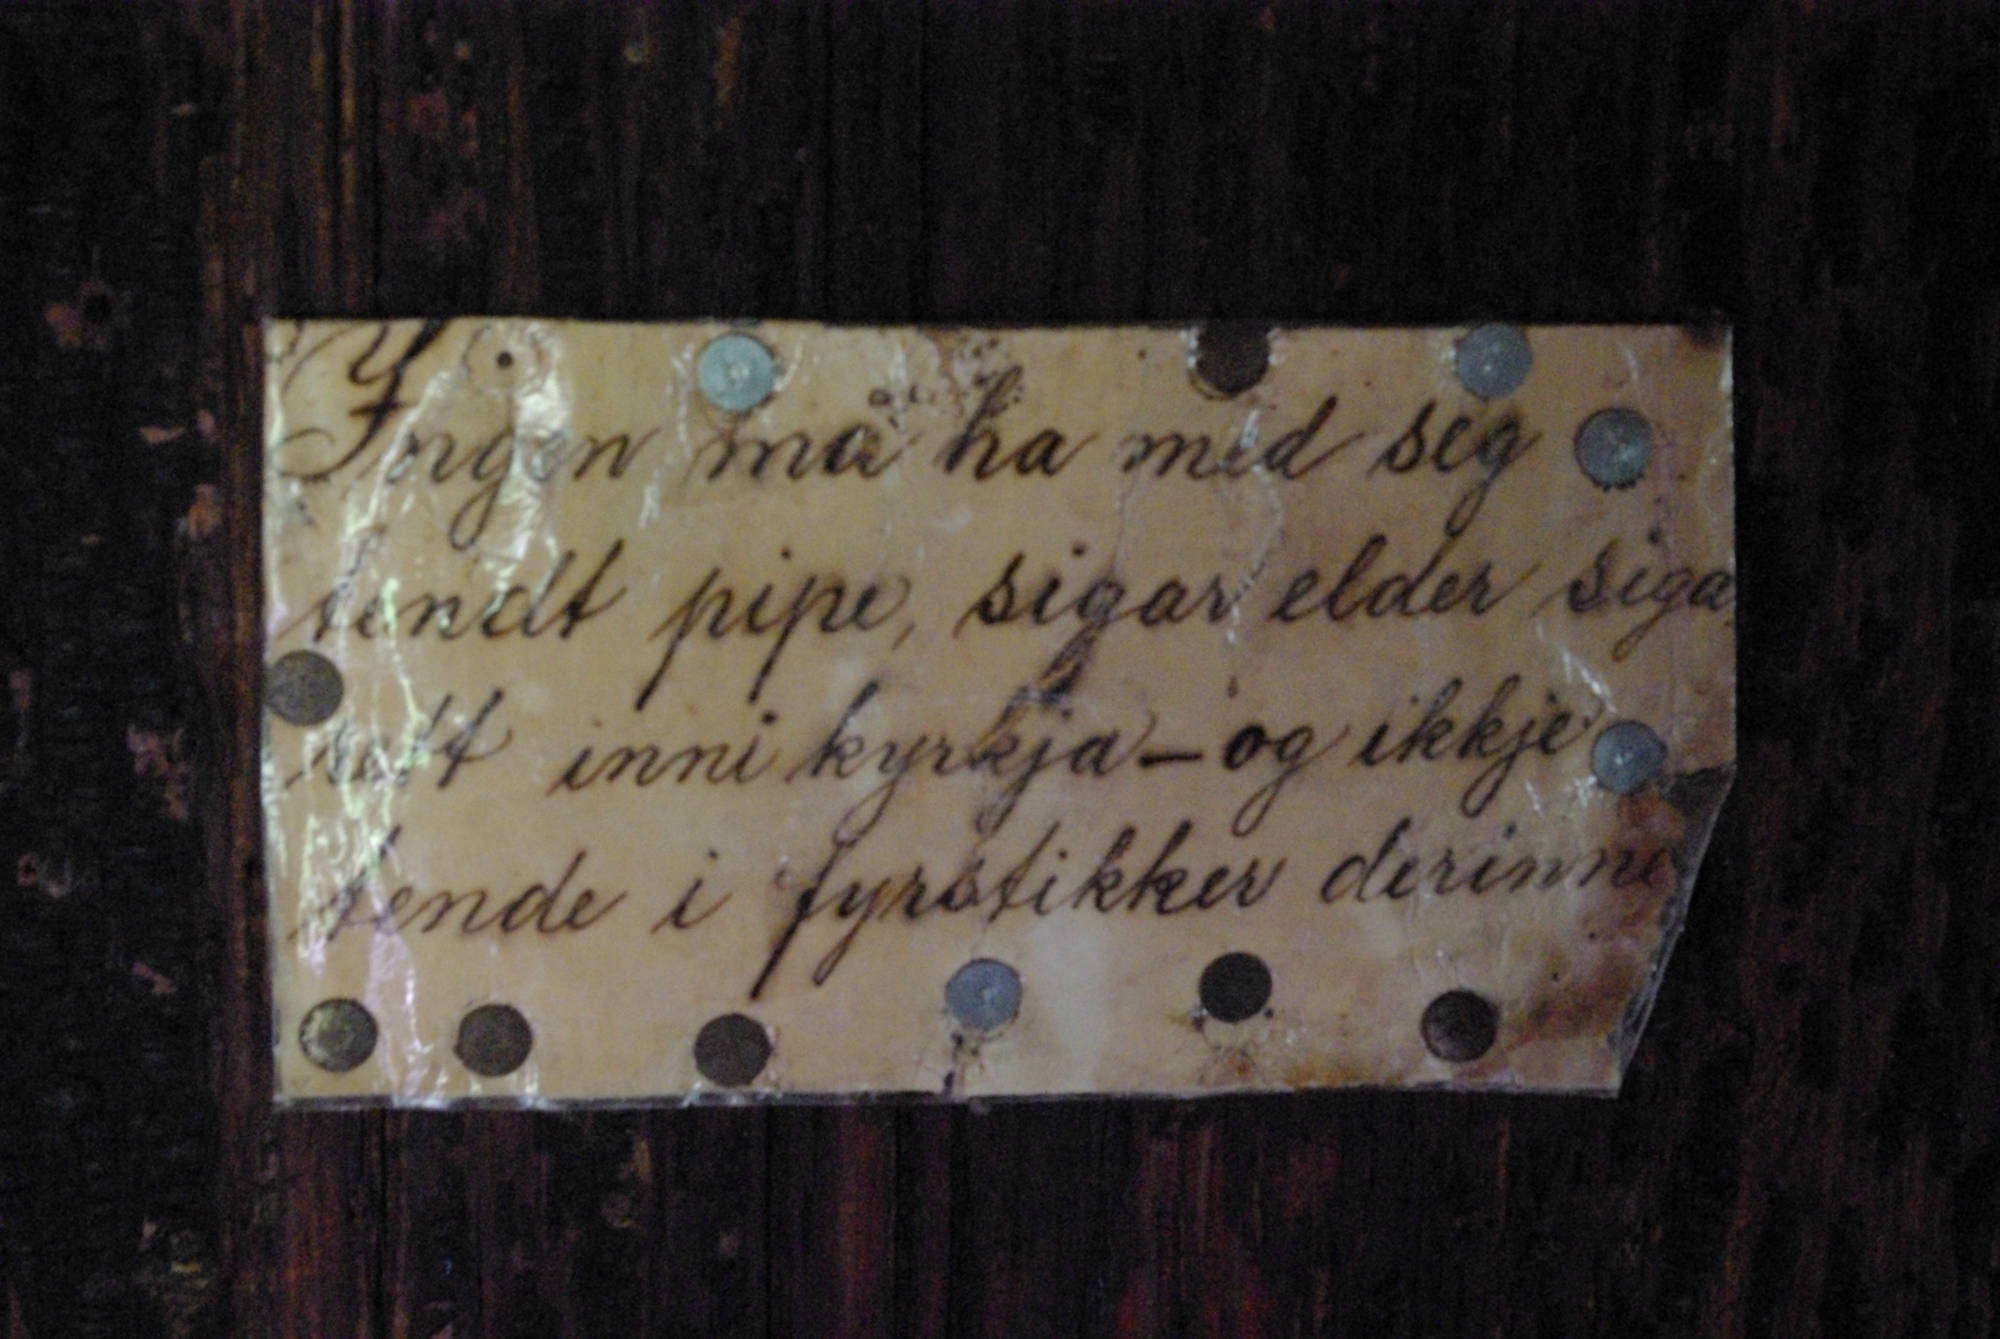 Ingen må ha med seg
tendt pipe, sigar elder siga
rett inni kyrkja – og ikkje
tende i fyrstikker derinne